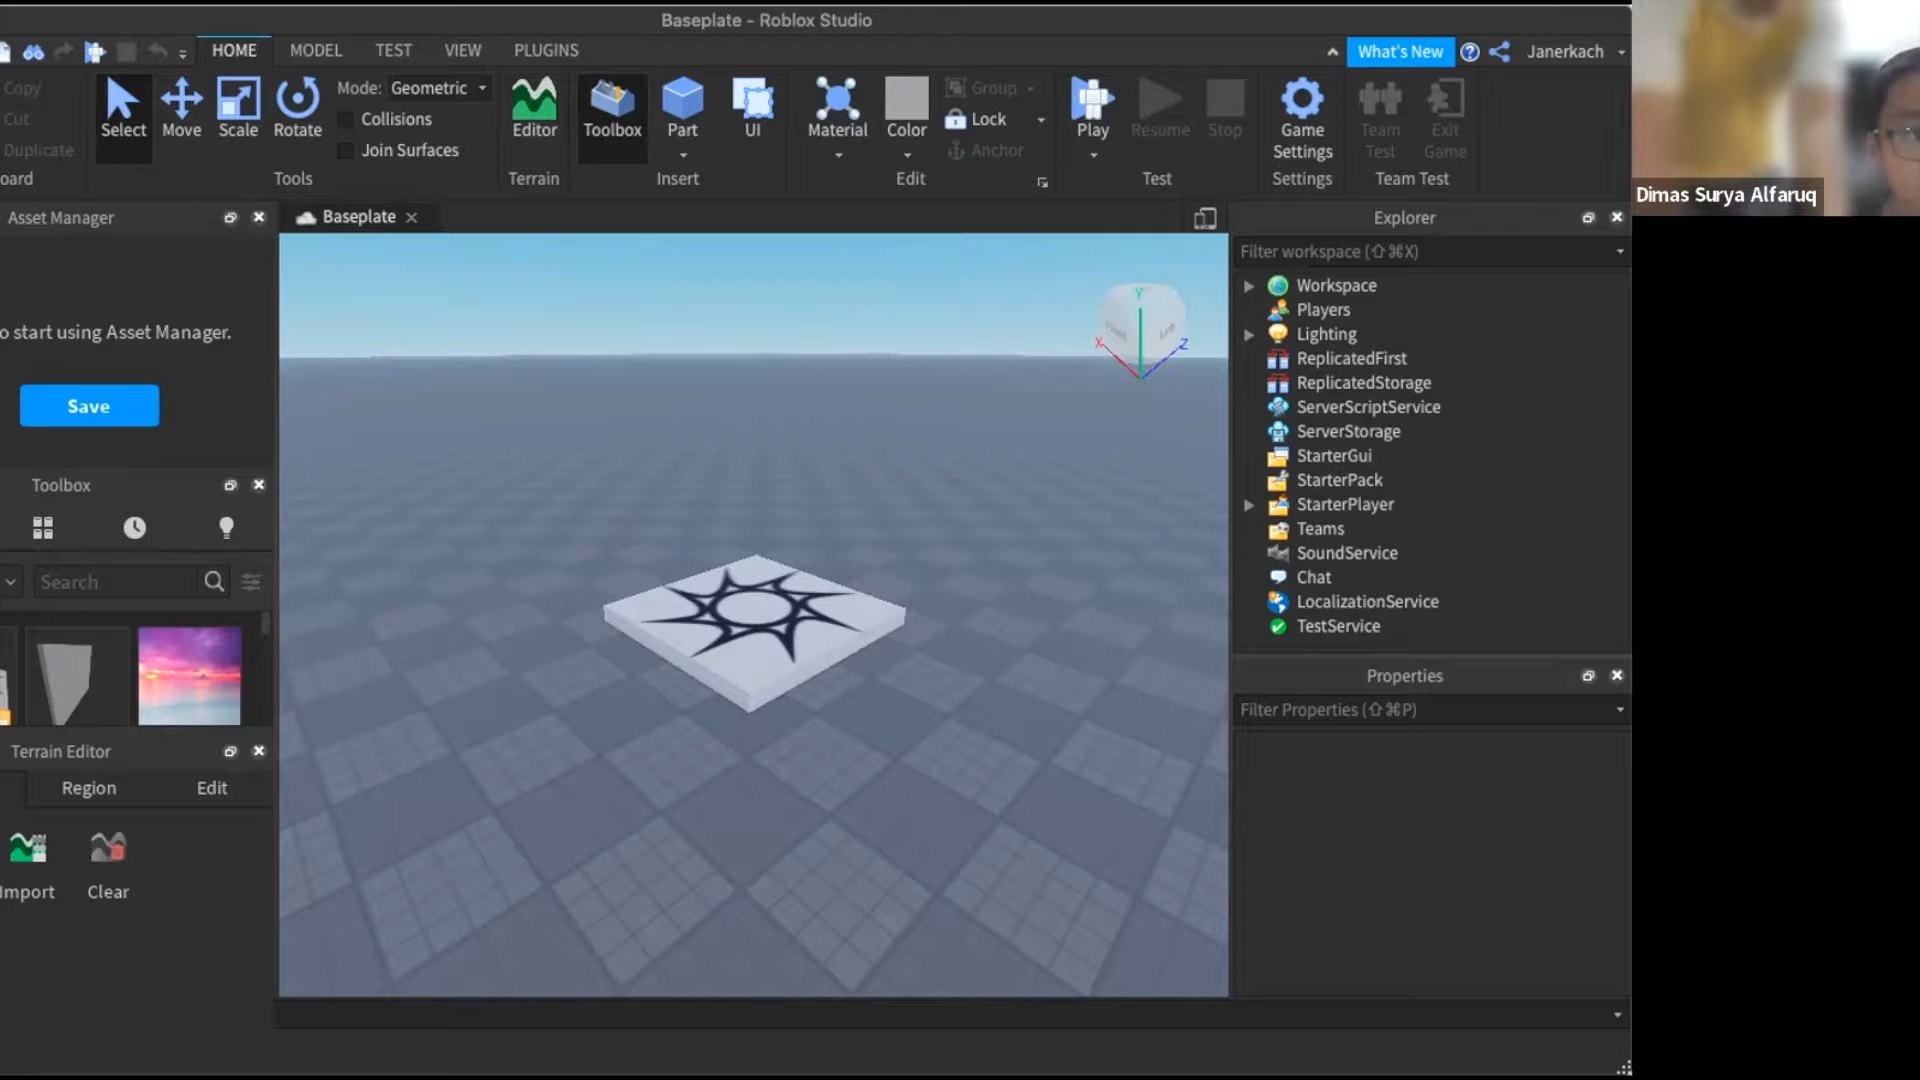 Baseplate - Roblox Studio
HOME
MODEL
TEST
VIEW
PLUGINS
What's New
Janerkach
Copy
Cut
Duplicate
oard
Select
Move
Scale
Rotate
Mode: Geometric
Collisions
Join Surfaces
Tools
Editor
Terrain
Toolbox
Part
UI
Insert
Material
Color
Group
Lock
Anchor
Edit
Play
Resume
Stop
Test
Game
Settings
Settings
Team
Test
Exit
Game
Team Test
Dimas Surya Alfaruq
Asset Manager
o start using Asset Manager.
Save
Toolbox
Search
Terrain Editor
Region
Edit
Import
Clear
Baseplate
Y
X
Z
Explorer
Filter workspace (⇧⌘X)
Workspace
Players
Lighting
ReplicatedFirst
ReplicatedStorage
ServerScriptService
ServerStorage
StarterGui
StarterPack
StarterPlayer
Teams
SoundService
Chat
LocalizationService
TestService
Properties
Filter Properties (⇧⌘P)